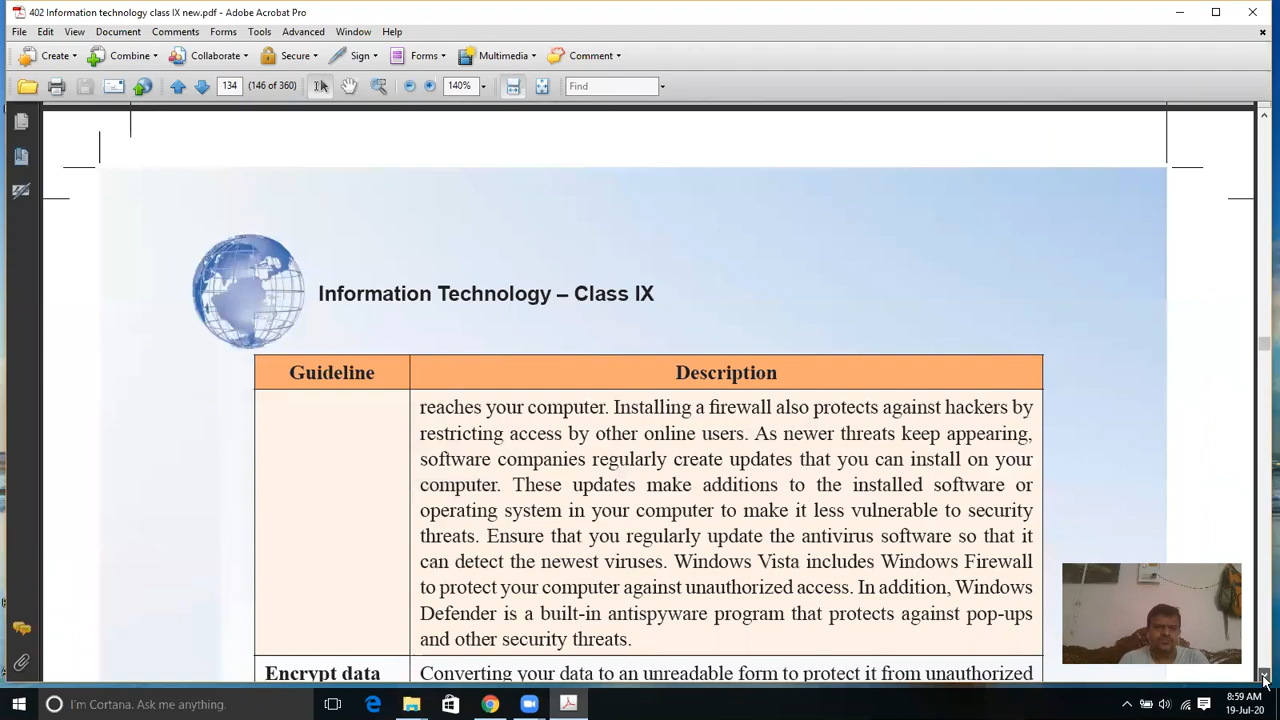 402 Information technology class IX new.pdf - Adobe Acrobat Pro
File Edit View Document Comments Forms Tools Advanced Window Help
Create Combine Collaborate Secure Sign Forms Multimedia Comment
134 (146 of 360) 140% Find
Information Technology – Class IX
Guideline Description
reaches your computer. Installing a firewall also protects against hackers by
restricting access by other online users. As newer threats keep appearing,
software companies regularly create updates that you can install on your
computer. These updates make additions to the installed software or
operating system in your computer to make it less vulnerable to security
threats. Ensure that you regularly update the antivirus software so that it
can detect the newest viruses. Windows Vista includes Windows Firewall
to protect your computer against unauthorized access. In addition, Windows
Defender is a built-in antispyware program that protects against pop-ups
and other security threats.
Encrypt data Converting your data to an unreadable form to protect it from unauthorized
I'm Cortana. Ask me anything.
8:59 AM
19-Jul-20